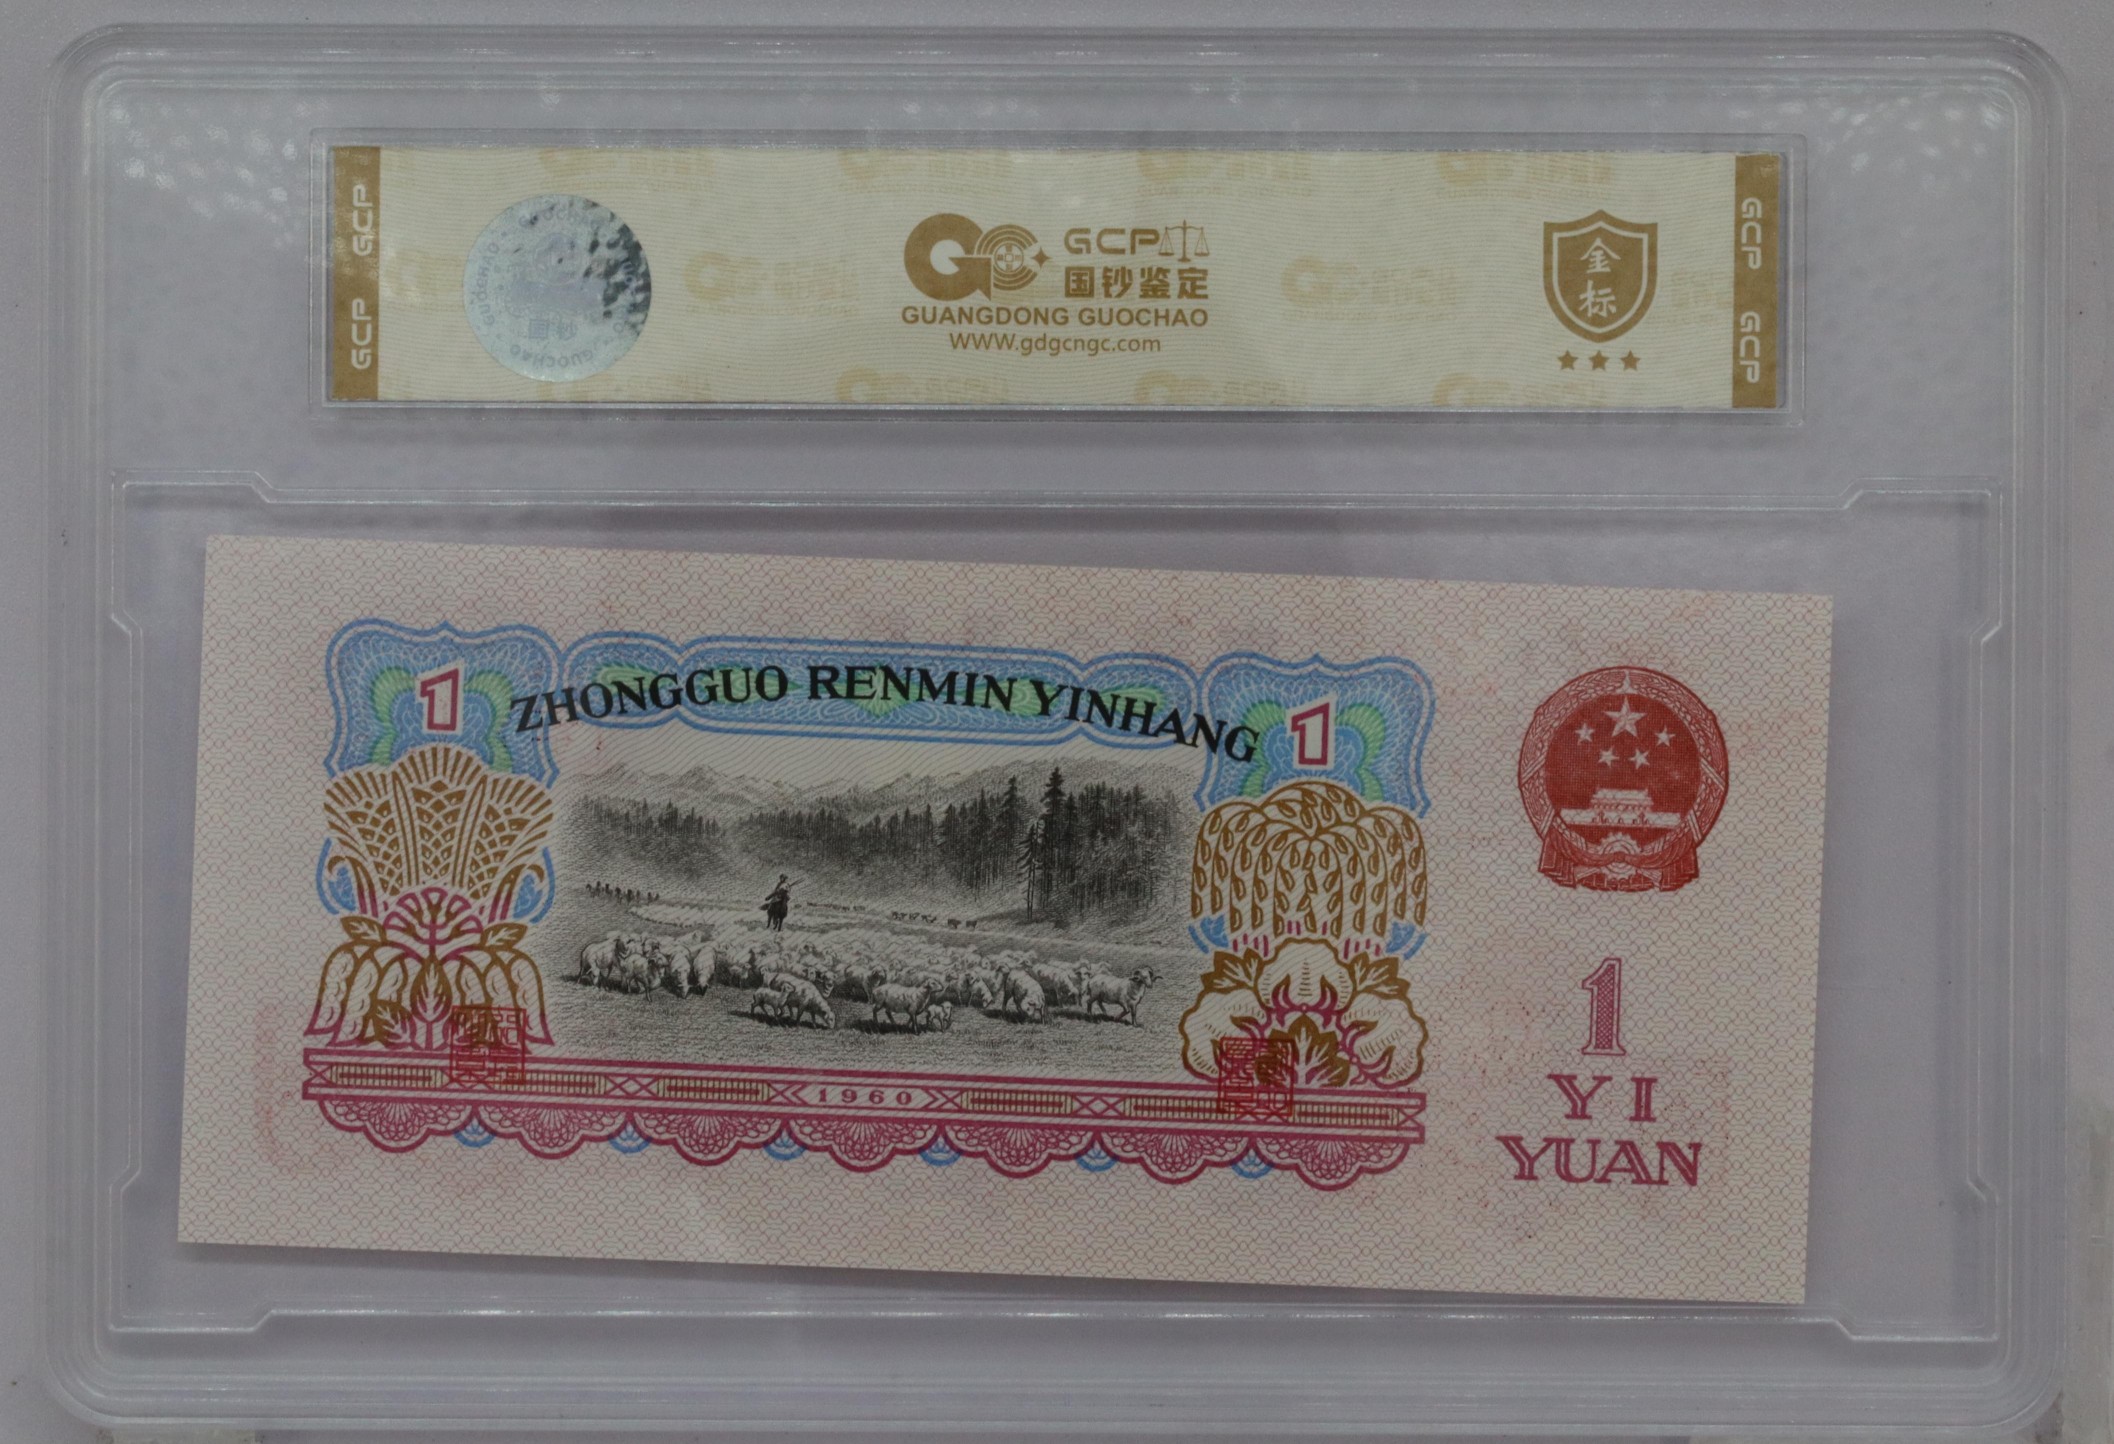 GCP GCP
GCP
国钞鉴定
GUANGDONG GUOCHAO
WWW.gdgcngc.com
金
标
GCP GCP
ZHONGGUO RENMIN YINHANG
1
1
1960
1
YI
YUAN